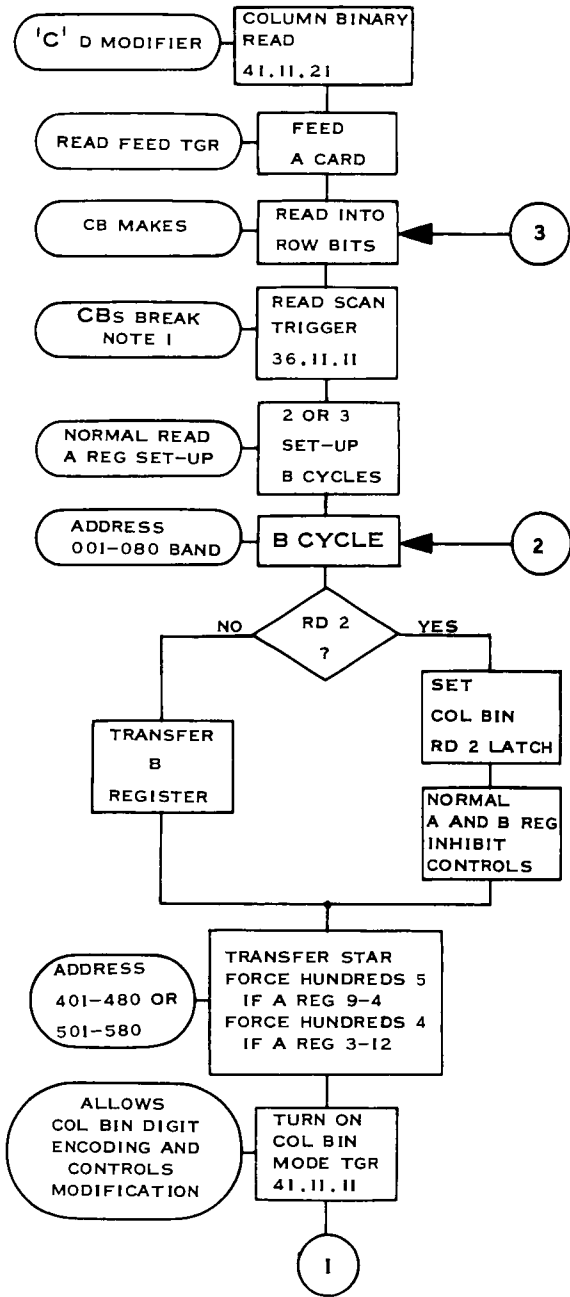 'C' D MODIFIER
COLUMN BINARY
READ
41.11.21
READ FEED TGR
FEED
A CARD
CB MAKES
READ INTO
ROW BITS
3
CBs BREAK
NOTE 1
READ SCAN
TRIGGER
36.11.11
NORMAL READ
A REG SET-UP
2 OR 3
SET-UP
B CYCLES
ADDRESS
001-080 BAND
B CYCLE
2
NO
RD 2
?
YES
TRANSFER
B
REGISTER
SET
COL BIN
RD 2 LATCH
NORMAL
A AND B REG
INHIBIT
CONTROLS
ADDRESS
401-480 OR
501-580
TRANSFER STAR
FORCE HUNDREDS 5
IF A REG 9-4
FORCE HUNDREDS 4
IF A REG 3-12
ALLOWS
COL BIN DIGIT
ENCODING AND
CONTROLS
MODIFICATION
TURN ON
COL BIN
MODE TGR
41.11.11
1